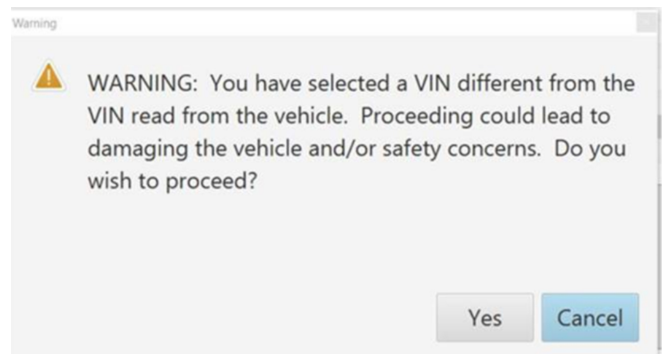 Warning
WARNING: You have selected a VIN different from the
VIN read from the vehicle. Proceeding could lead to
damaging the vehicle and/or safety concerns. Do you
wish to proceed?
Yes
Cancel